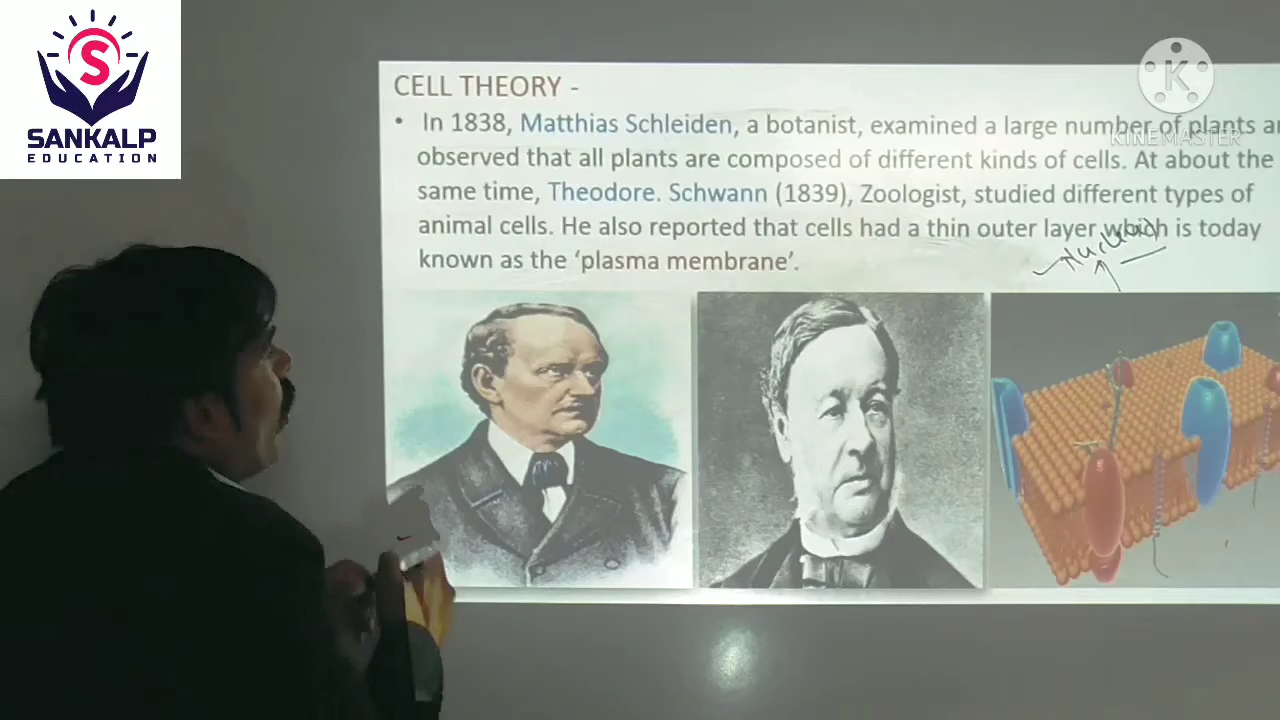 S
SANKALP
EDUCATION
K
KINEMASTER
CELL THEORY -
• In 1838, Matthias Schleiden, a botanist, examined a large number of plants an
observed that all plants are composed of different kinds of cells. At about the
same time, Theodore. Schwann (1839), Zoologist, studied different types of
animal cells. He also reported that cells had a thin outer layer which is today
known as the ‘plasma membrane’.